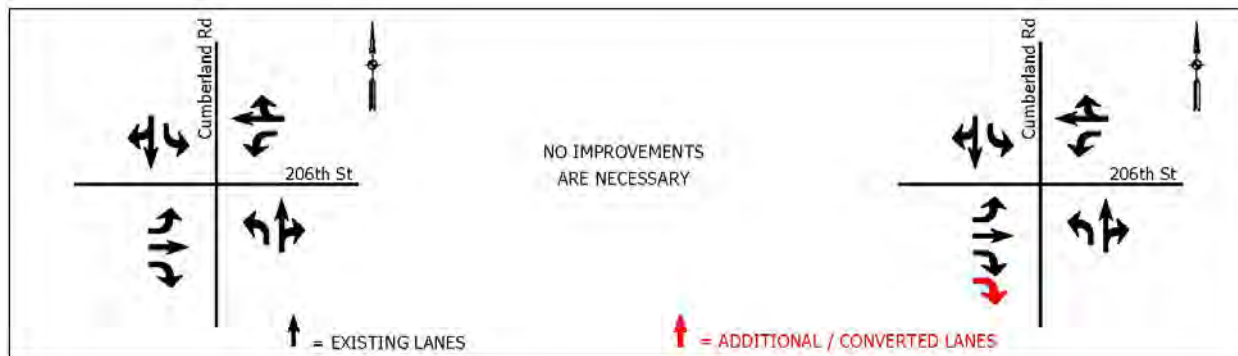 Cumberland Rd
206th St
NO IMPROVEMENTS
ARE NECESSARY
Cumberland Rd
206th St
= EXISTING LANES
= ADDITIONAL / CONVERTED LANES